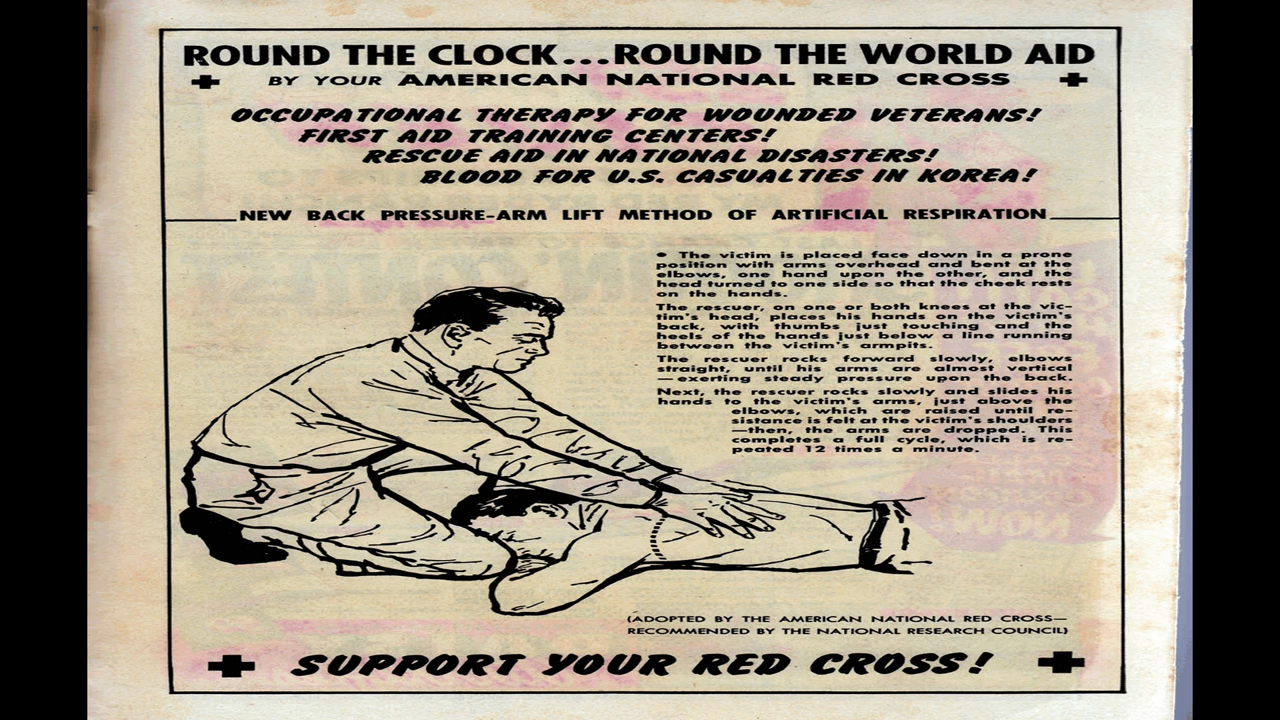 ROUND THE CLOCK...ROUND THE WORLD AID
BY YOUR AMERICAN NATIONAL RED CROSS
OCCUPATIONAL THERAPY FOR WOUNDED VETERANS!
FIRST AID TRAINING CENTERS!
RESCUE AID IN NATIONAL DISASTERS!
BLOOD FOR U.S. CASUALTIES IN KOREA!
NEW BACK PRESSURE-ARM LIFT METHOD OF ARTIFICIAL RESPIRATION
• The victim is placed face down in a prone
position with arms overhead and bent at the
elbows, one hand upon the other, and the
head turned to one side so that the cheek rests
on the hands.
The rescuer, on one or both knees at the vic-
tim's head, places his hands on the victim's
back, with thumbs just touching and the
heels of the hands just below a line running
between the victim's armpits.
The rescuer rocks forward slowly, elbows
straight, until his arms are almost vertical
—exerting steady pressure upon the back.
Next, the rescuer rocks slowly and slides his
hands to the victim's arms, just above the
elbows, which are raised until re-
sistance is felt at the victim's shoulders
—then, the arms are dropped. This
completes a full cycle, which is re-
peated 12 times a minute.
(ADOPTED BY THE AMERICAN NATIONAL RED CROSS—
RECOMMENDED BY THE NATIONAL RESEARCH COUNCIL)
SUPPORT YOUR RED CROSS!